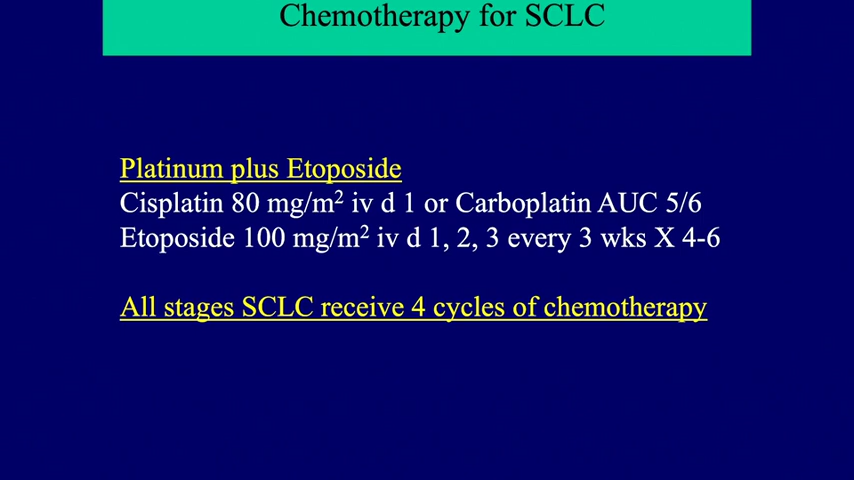 Chemotherapy for SCLC
Platinum plus Etoposide
Cisplatin 80 mg/m² iv d 1 or Carboplatin AUC 5/6
Etoposide 100 mg/m² iv d 1, 2, 3 every 3 wks X 4-6
All stages SCLC receive 4 cycles of chemotherapy